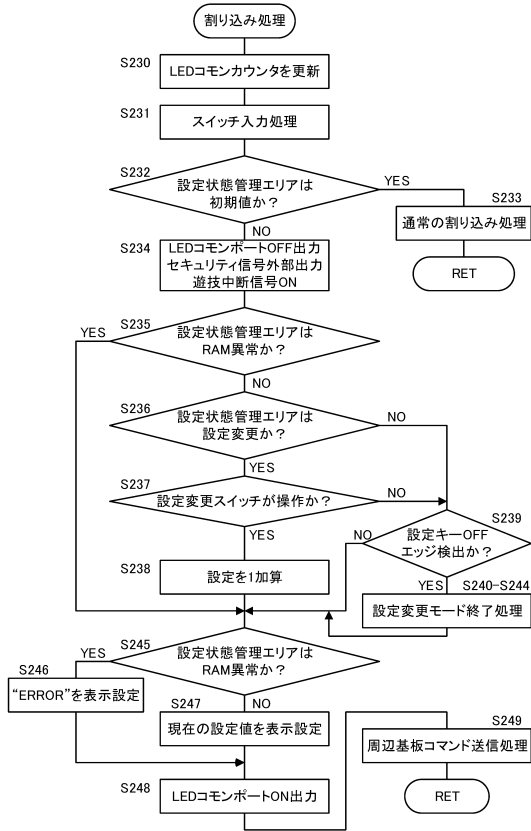 割り込み処理
S230
LEDコモンカウンタを更新
S231
スイッチ入力処理
S232
設定状態管理エリアは
初期値か？
YES
S233
通常の割り込み処理
RET
NO
S234
LEDコモンポートOFF出力
セキュリティ信号外部出力
遊技中断信号ON
S235
YES
設定状態管理エリアは
RAM異常か？
NO
S236
設定状態管理エリアは
設定変更か？
NO
YES
S237
設定変更スイッチが操作か？
NO
YES
S239
NO
設定キーOFF
エッジ検出か？
YES
S240-S244
設定変更モード終了処理
S238
設定を1加算
S245
YES
設定状態管理エリアは
RAM異常か？
S246
“ERROR”を表示設定
NO
S247
現在の設定値を表示設定
S248
LEDコモンポートON出力
S249
周辺基板コマンド送信処理
RET